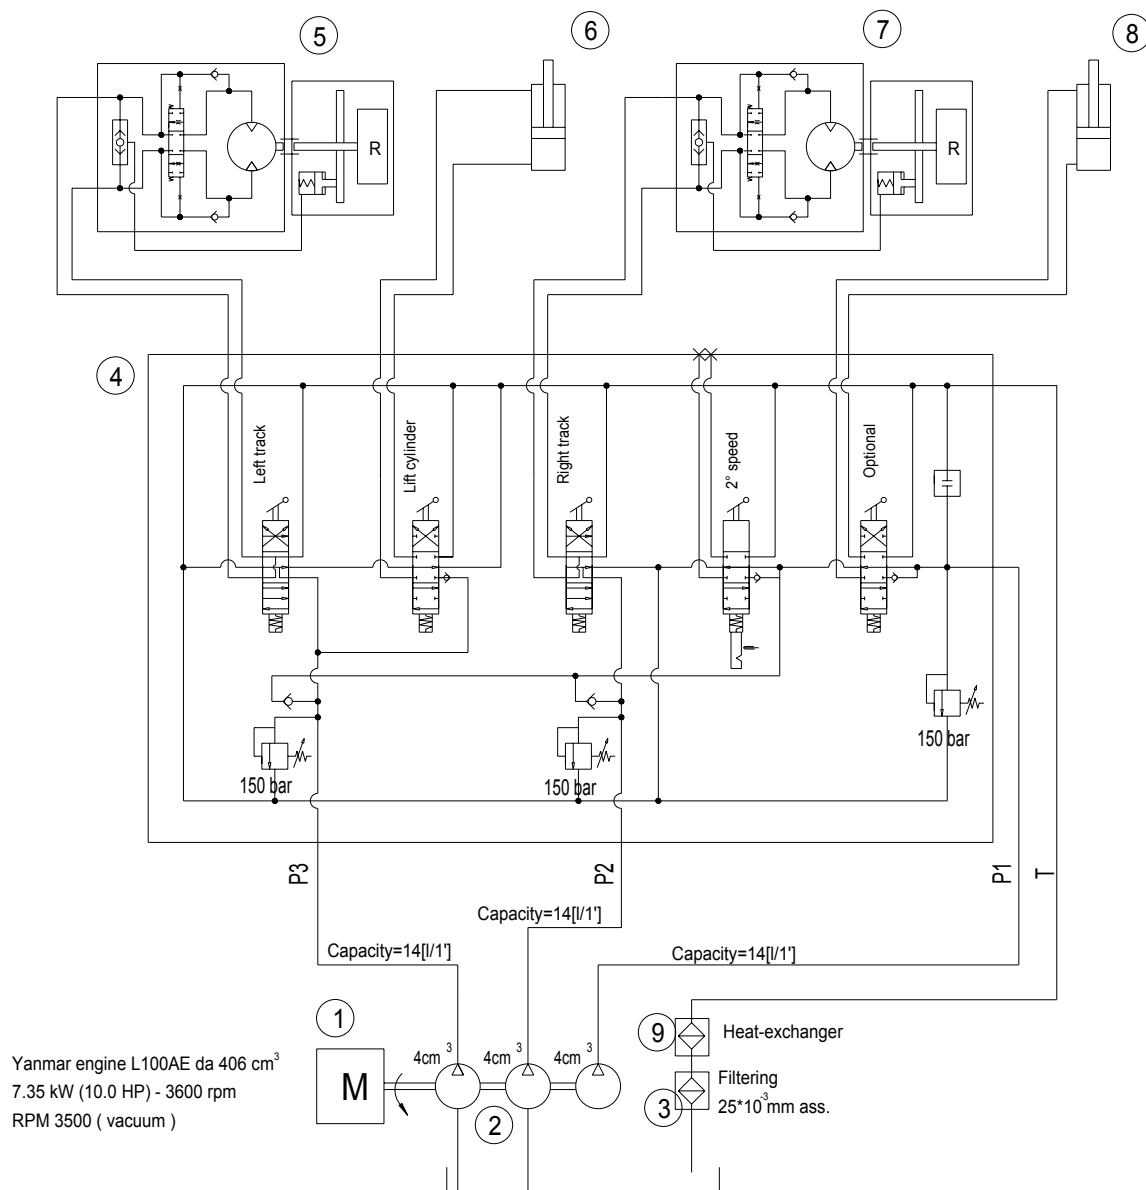 5
6
7
8
R
R
4
Left track
Lift cylinder
Right track
2° speed
Optional
150 bar
150 bar
150 bar
P3
P2
P1
T
Capacity=14[l/1']
Capacity=14[l/1']
Capacity=14[l/1']
1
9
Heat-exchanger
4cm³
4cm³
4cm³
Yanmar engine L100AE da 406 cm³
7.35 kW (10.0 HP) - 3600 rpm
RPM 3500 ( vacuum )
M
2
3
Filtering
25*10⁻³mm ass.